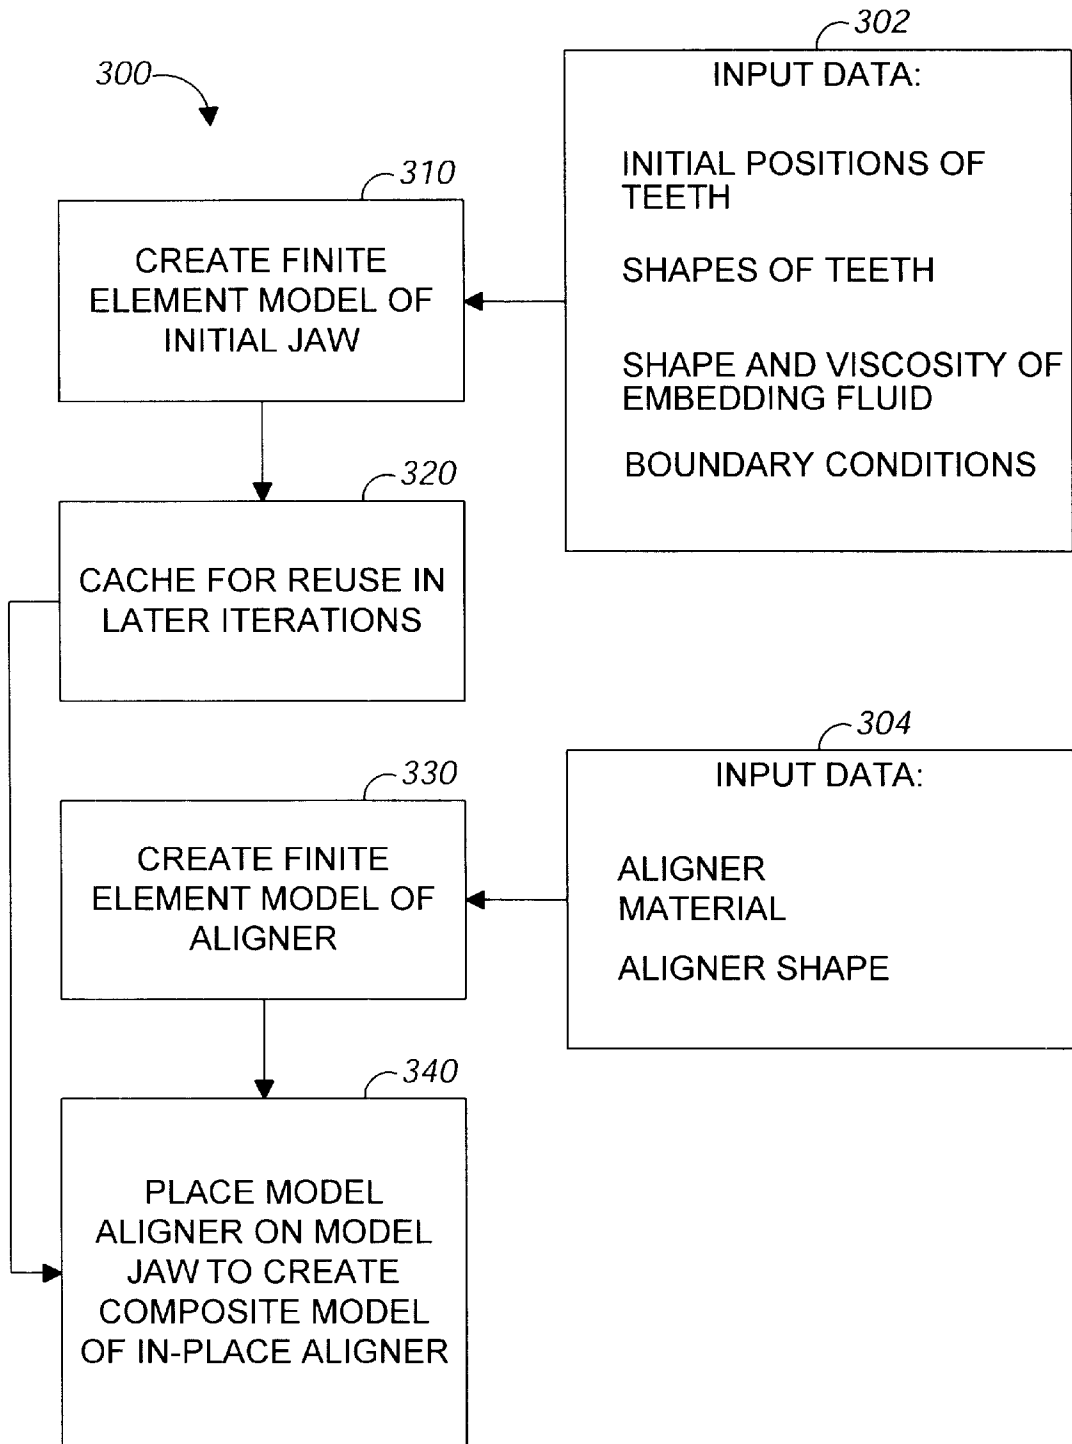 300
302
INPUT DATA:
INITIAL POSITIONS OF
TEETH
SHAPES OF TEETH
SHAPE AND VISCOSITY OF
EMBEDDING FLUID
BOUNDARY CONDITIONS
310
CREATE FINITE
ELEMENT MODEL OF
INITIAL JAW
320
CACHE FOR REUSE IN
LATER ITERATIONS
304
INPUT DATA:
ALIGNER
MATERIAL
ALIGNER SHAPE
330
CREATE FINITE
ELEMENT MODEL OF
ALIGNER
340
PLACE MODEL
ALIGNER ON MODEL
JAW TO CREATE
COMPOSITE MODEL
OF IN-PLACE ALIGNER